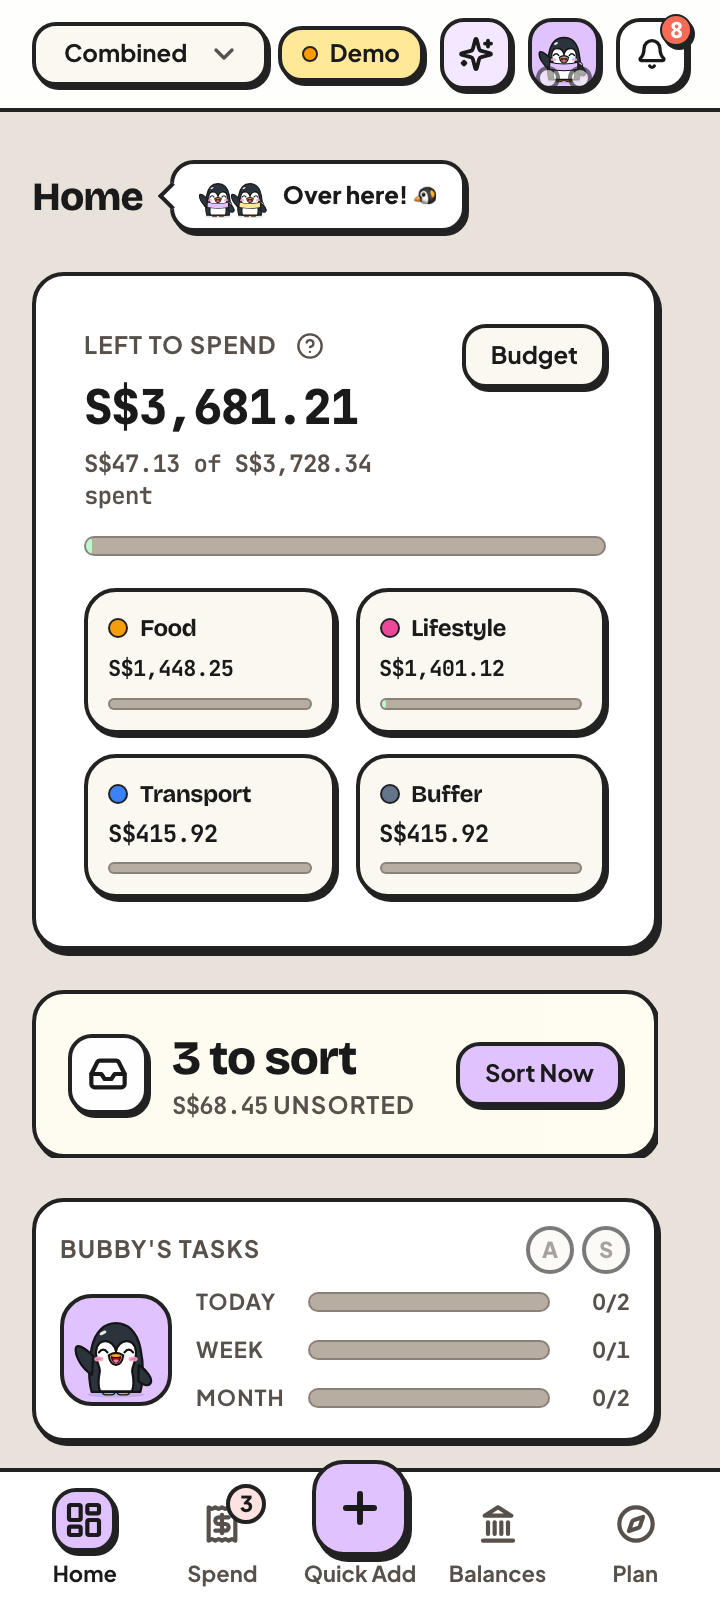 Combined
Demo
8
Home
Over here! 🐧
LEFT TO SPEND ?
Budget
S$3,681.21
S$47.13 of S$3,728.34
spent
Food
S$1,448.25
Lifestyle
S$1,401.12
Transport
S$415.92
Buffer
S$415.92
3 to sort
S$68.45 UNSORTED
Sort Now
BUBBY'S TASKS
A S
TODAY 0/2
WEEK 0/1
MONTH 0/2
3
Home
Spend
Quick Add
Balances
Plan